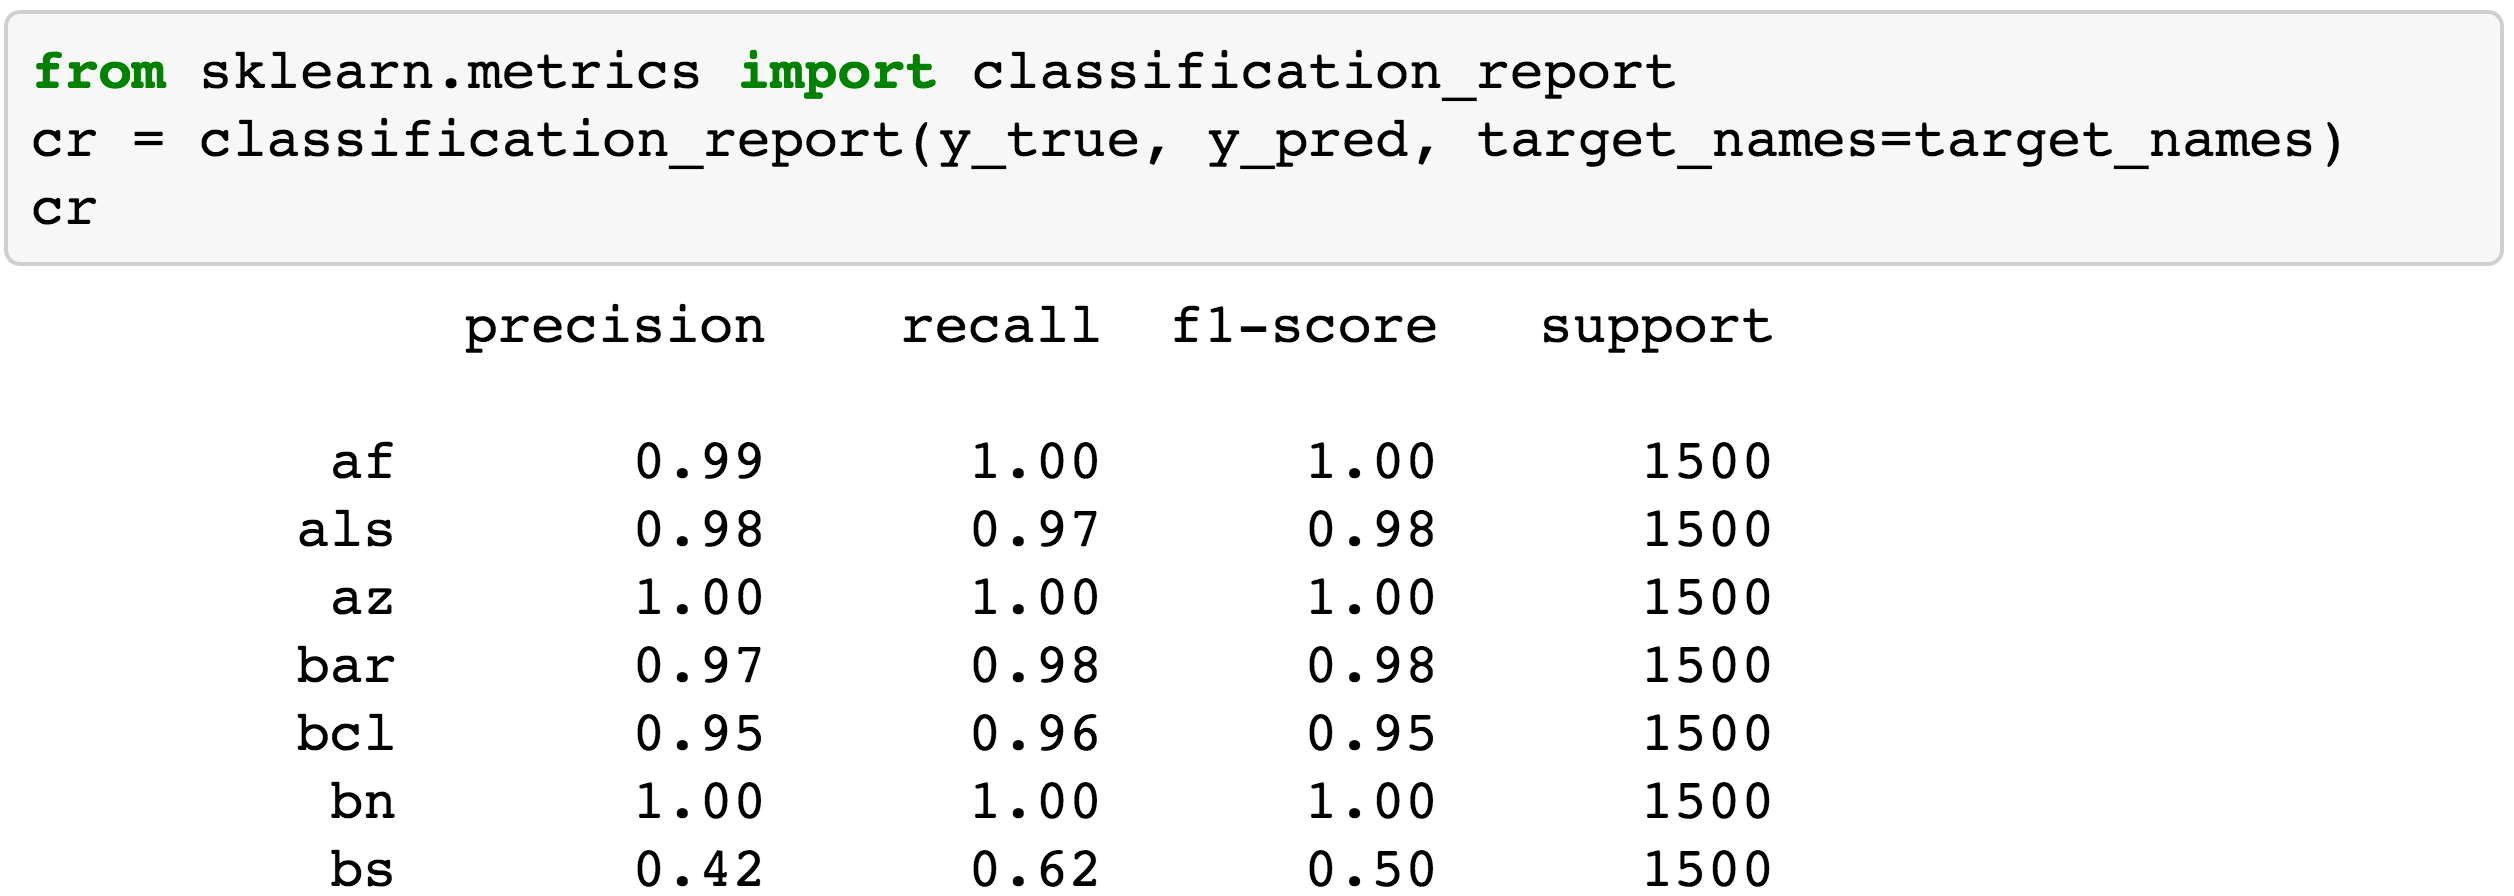 from sklearn.metrics import classification_report
cr = classification_report(y_true, y_pred, target_names=target_names)
cr
precision recall f1-score support
af 0.99 1.00 1.00 1500
als 0.98 0.97 0.98 1500
az 1.00 1.00 1.00 1500
bar 0.97 0.98 0.98 1500
bcl 0.95 0.96 0.95 1500
bn 1.00 1.00 1.00 1500
bs 0.42 0.62 0.50 1500